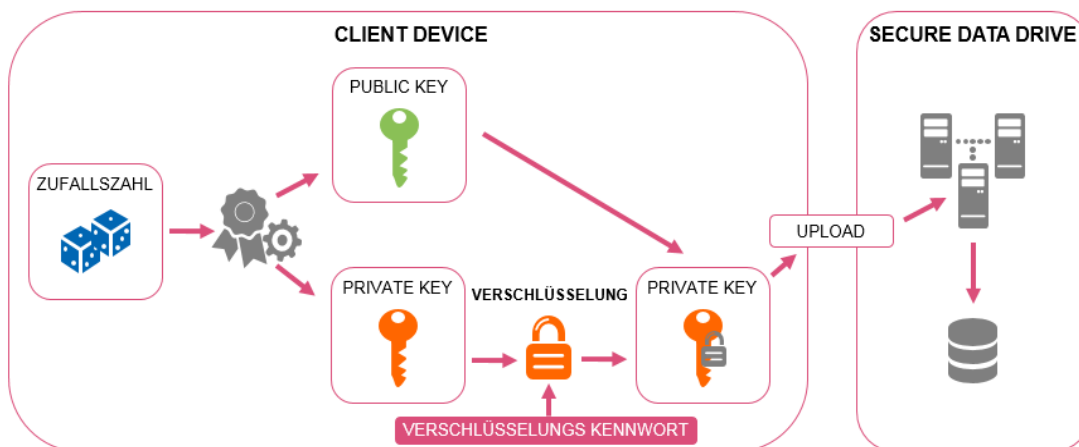 CLIENT DEVICE
SECURE DATA DRIVE
PUBLIC KEY
ZUFALLSZAHL
UPLOAD
PRIVATE KEY
VERSCHLÜSSELUNG
PRIVATE KEY
VERSCHLÜSSELUNGS KENNWORT